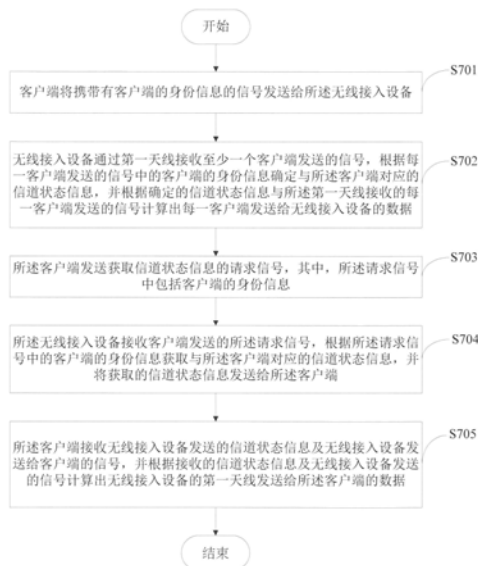 开始
S701
客户端将携带有客户端的身份信息的信号发送给所述无线接入设备
S702
无线接入设备通过第一天线接收至少一个客户端发送的信号，根据每
一客户端发送的信号中的客户端的身份信息确定与所述客户端对应的
信道状态信息，并根据确定的信道状态信息与所述第一天线接收的每
一客户端发送的信号计算出每一客户端发送给无线接入设备的数据
S703
所述客户端发送获取信道状态信息的请求信号，其中，所述请求信号
中包括客户端的身份信息
S704
所述无线接入设备接收客户端发送的所述请求信号，根据所述请求信
号中的客户端的身份信息获取与所述客户端对应的信道状态信息，并
将获取的信道状态信息发送给所述客户端
S705
所述客户端接收无线接入设备发送的信道状态信息及无线接入设备发
送给客户端的信号，并根据接收的信道状态信息及无线接入设备发送
的信号计算出无线接入设备的第一天线发送给所述客户端的数据
结束